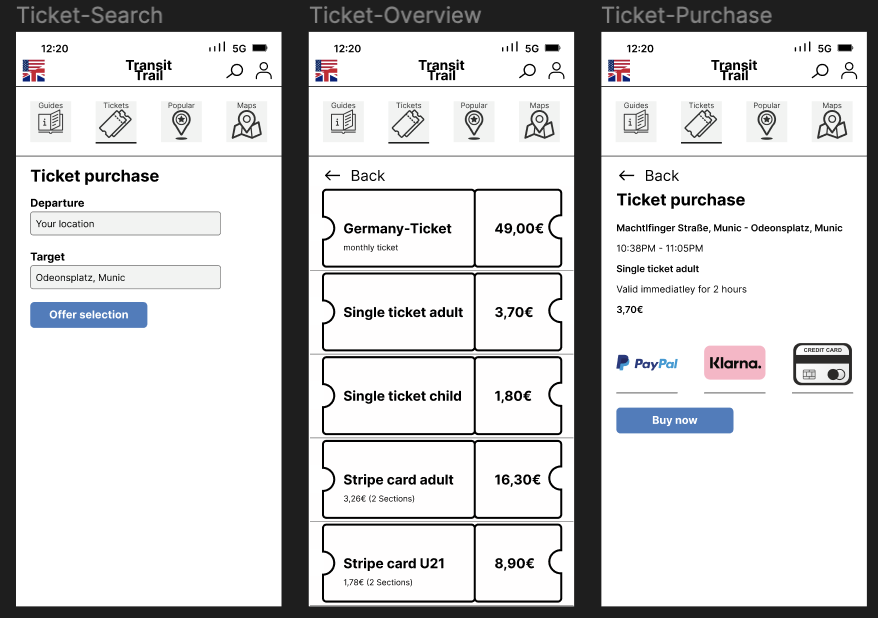 Ticket-Search
12:20
5G
Transit
Trail
Guides
Tickets
Popular
Maps
Ticket purchase
Departure
Your location
Target
Odeonsplatz, Munic
Offer selection
Ticket-Overview
12:20
5G
Transit
Trail
Guides
Tickets
Popular
Maps
Back
Germany-Ticket
monthly ticket
49,00€
Single ticket adult
3,70€
Single ticket child
1,80€
Stripe card adult
3,26€ (2 Sections)
16,30€
Stripe card U21
1,78€ (2 Sections)
8,90€
Ticket-Purchase
12:20
5G
Transit
Trail
Guides
Tickets
Popular
Maps
Back
Ticket purchase
Machtlfinger Straße, Munic - Odeonsplatz, Munic
10:38PM - 11:05PM
Single ticket adult
Valid immediatley for 2 hours
3,70€
PayPal
Klarna.
CREDIT CARD
Buy now